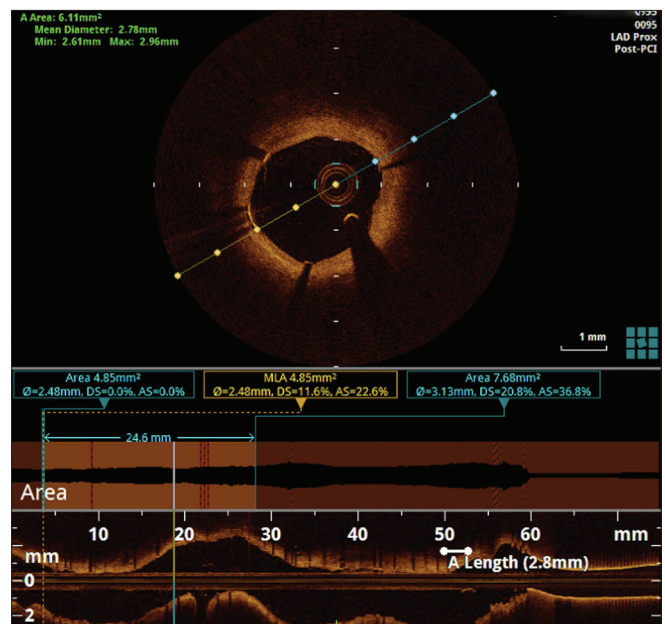 A Area: 6.11mm²
Mean Diameter: 2.78mm
Min: 2.61mm Max: 2.96mm
0095
LAD Prox
Post-PCI
1 mm
Area 4.85mm²
Ø=2.48mm, DS=0.0%, AS=0.0%
MLA 4.85mm²
Ø=2.48mm, DS=11.6%, AS=22.6%
Area 7.68mm²
Ø=3.13mm, DS=20.8%, AS=36.8%
24.6 mm
Area
10 20 30 40 50 60 mm
mm
0
A Length (2.8mm)
2